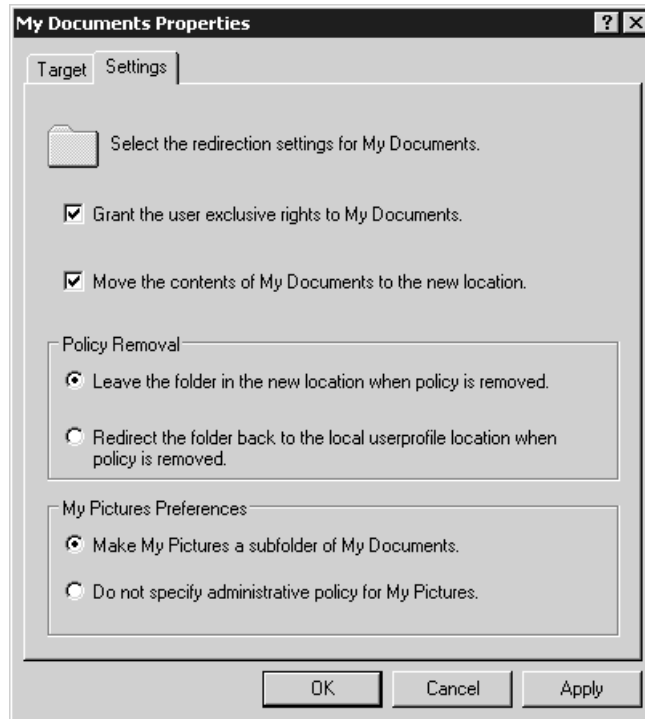 My Documents Properties
Target
Settings
Select the redirection settings for My Documents.
Grant the user exclusive rights to My Documents.
Move the contents of My Documents to the new location.
Policy Removal
Leave the folder in the new location when policy is removed.
Redirect the folder back to the local userprofile location when
policy is removed.
My Pictures Preferences
Make My Pictures a subfolder of My Documents.
Do not specify administrative policy for My Pictures.
OK
Cancel
Apply